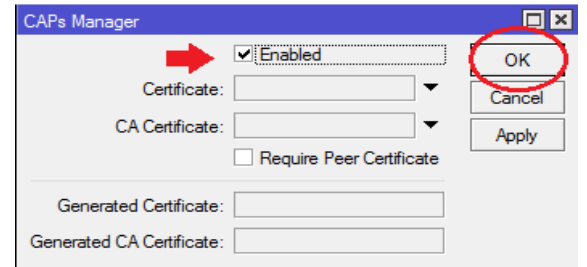 CAPs Manager
Enabled
OK
Certificate:
Cancel
CA Certificate:
Apply
Require Peer Certificate
Generated Certificate:
Generated CA Certificate: